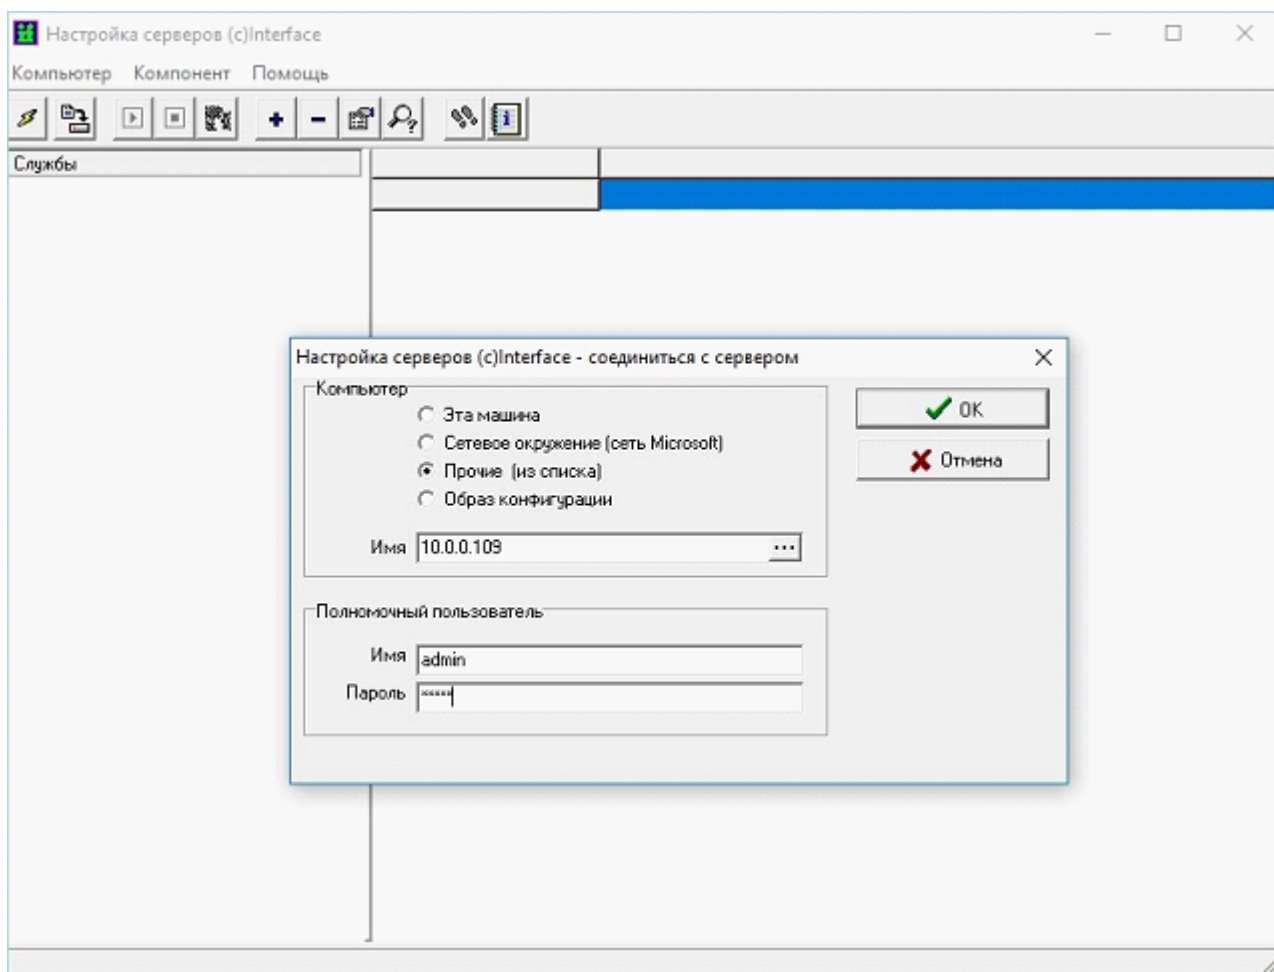 Настройка серверов (c)Interface
Компьютер Компонент Помощь
Службы
Настройка серверов (c)Interface - соединиться с сервером
Компьютер
Эта машина
Сетевое окружение (сеть Microsoft)
Прочие (из списка)
Образ конфигурации
Имя 10.0.0.109 ...
OK
Отмена
Полномочный пользователь
Имя admin
Пароль *****